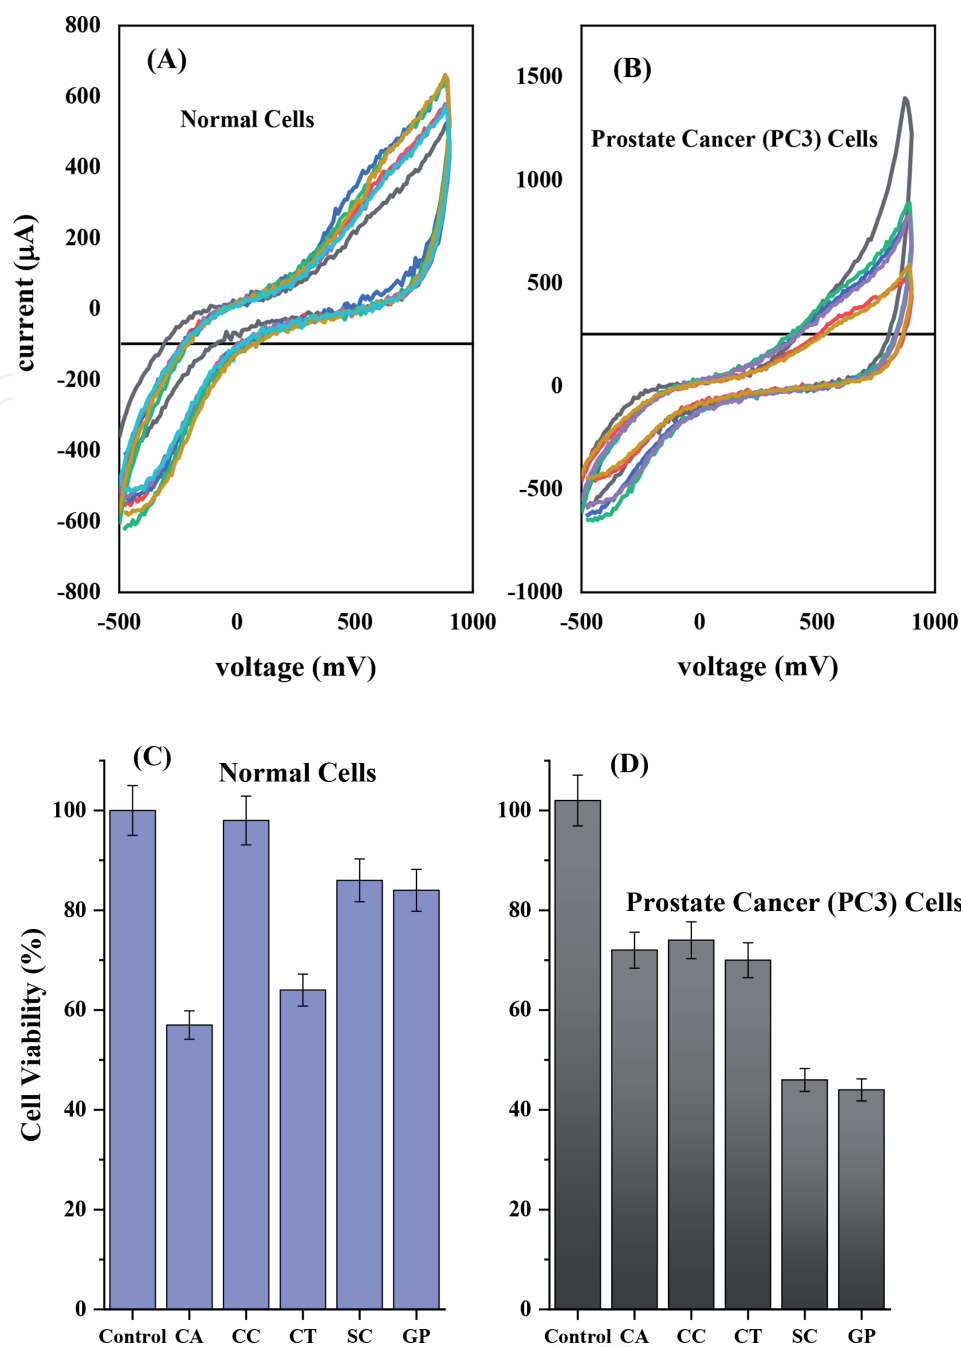 (A)
Normal Cells
current (μA)
800
600
400
200
0
-200
-400
-600
-800
-500
0
500
1000
voltage (mV)
(B)
Prostate Cancer (PC3) Cells
1500
1000
500
0
-500
-1000
-500
0
500
1000
voltage (mV)
(C)
Normal Cells
Cell Viability (%)
100
80
60
40
20
0
Control CA CC CT SC GP
(D)
Prostate Cancer (PC3) Cells
100
80
60
40
20
0
Control CA CC CT SC GP